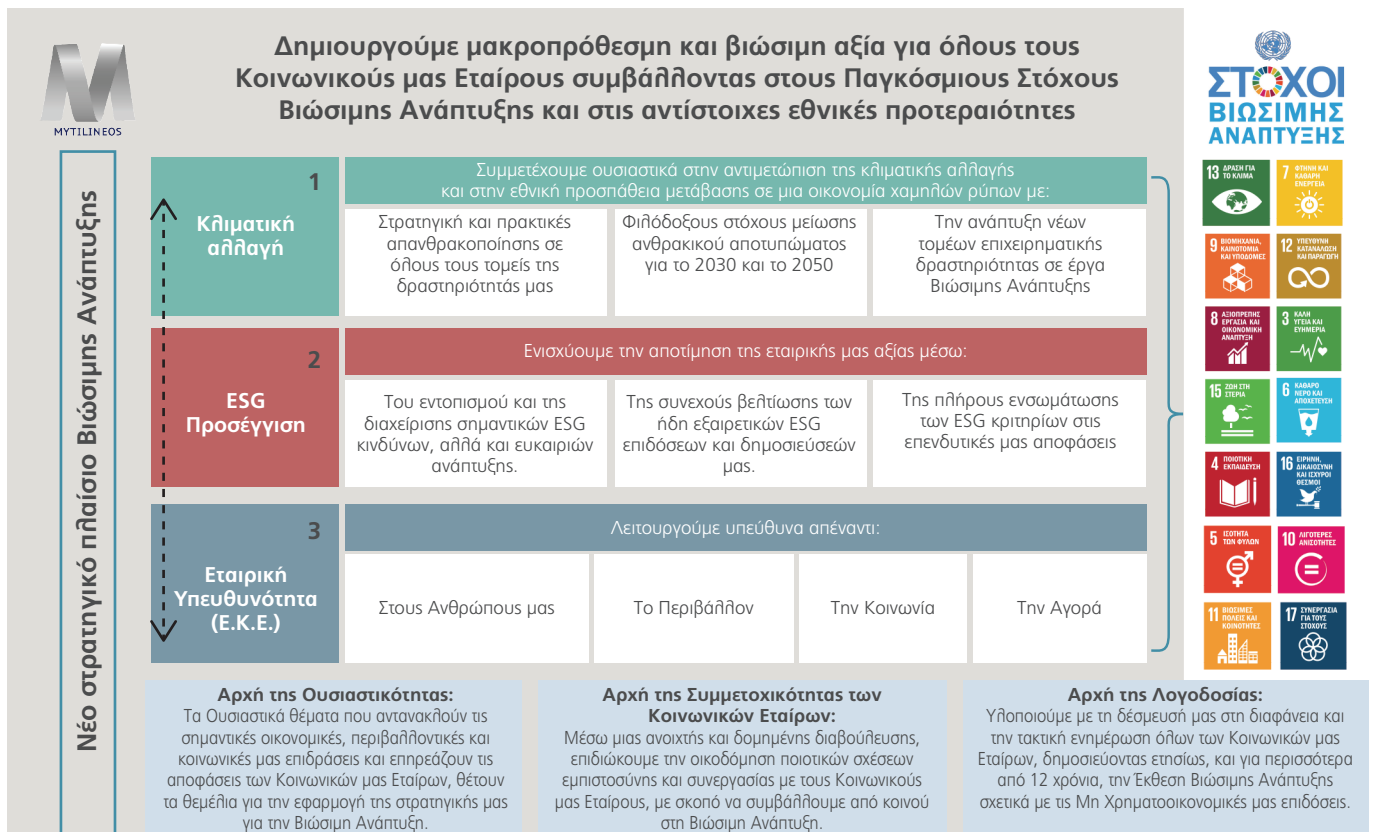 Δημιουργούμε μακροπρόθεσμη και βιώσιμη αξία για όλους τους
Κοινωνικούς μας Εταίρους συμβάλλοντας στους Παγκόσμιους Στόχους
Βιώσιμης Ανάπτυξης και στις αντίστοιχες εθνικές προτεραιότητες
MYTILINEOS
ΣΤΟΧΟΙ
ΒΙΩΣΙΜΗΣ
ΑΝΑΠΤΥΞΗΣ
Νέο στρατηγικό πλαίσιο Βιώσιμης Ανάπτυξης
1
Κλιματική
αλλαγή
Συμμετέχουμε ουσιαστικά στην αντιμετώπιση της κλιματικής αλλαγής
και στην εθνική προσπάθεια μετάβασης σε μια οικονομία χαμηλών ρύπων με:
Στρατηγική και πρακτικές
απανθρακοποίησης σε
όλους τους τομείς της
δραστηριότητάς μας
Φιλόδοξους στόχους μείωσης
ανθρακικού αποτυπώματος
για το 2030 και το 2050
Την ανάπτυξη νέων
τομέων επιχειρηματικής
δραστηριότητας σε έργα
Βιώσιμης Ανάπτυξης
2
ESG
Προσέγγιση
Ενισχύουμε την αποτίμηση της εταιρικής μας αξίας μέσω:
Του εντοπισμού και της
διαχείρισης σημαντικών ESG
κινδύνων, αλλά και ευκαιριών
ανάπτυξης.
Της συνεχούς βελτίωσης των
ήδη εξαιρετικών ESG
επιδόσεων και δημοσιεύσεών
μας.
Της πλήρους ενσωμάτωσης
των ESG κριτηρίων στις
επενδυτικές μας αποφάσεις
3
Εταιρική
Υπευθυνότητα
(Ε.Κ.Ε.)
Λειτουργούμε υπεύθυνα απέναντι:
Στους Ανθρώπους μας
Το Περιβάλλον
Την Κοινωνία
Την Αγορά
13 ΔΡΑΣΗ ΓΙΑ
ΤΟ ΚΛΙΜΑ
7 ΦΤΗΝΗ ΚΑΙ
ΚΑΘΑΡΗ
ΕΝΕΡΓΕΙΑ
9 ΒΙΟΜΗΧΑΝΙΑ,
ΚΑΙΝΟΤΟΜΙΑ
ΚΑΙ ΥΠΟΔΟΜΕΣ
12 ΥΠΕΥΘΥΝΗ
ΚΑΤΑΝΑΛΩΣΗ
ΚΑΙ ΠΑΡΑΓΩΓΗ
8 ΑΞΙΟΠΡΕΠΗΣ
ΕΡΓΑΣΙΑ ΚΑΙ
ΟΙΚΟΝΟΜΙΚΗ
ΑΝΑΠΤΥΞΗ
3 ΚΑΛΗ
ΥΓΕΙΑ ΚΑΙ
ΕΥΗΜΕΡΙΑ
15 ΖΩΗ ΣΤΗ
ΣΤΕΡΙΑ
6 ΚΑΘΑΡΟ
ΝΕΡΟ ΚΑΙ
ΑΠΟΧΕΤΕΥΣΗ
4 ΠΟΙΟΤΙΚΗ
ΕΚΠΑΙΔΕΥΣΗ
16 ΕΙΡΗΝΗ,
ΔΙΚΑΙΟΣΥΝΗ
ΚΑΙ ΙΣΧΥΡΟΙ
ΘΕΣΜΟΙ
5 ΙΣΟΤΗΤΑ
ΤΩΝ ΦΥΛΩΝ
10 ΛΙΓΟΤΕΡΕΣ
ΑΝΙΣΟΤΗΤΕΣ
11 ΒΙΩΣΙΜΕΣ
ΠΟΛΕΙΣ ΚΑΙ
ΚΟΙΝΟΤΗΤΕΣ
17 ΣΥΝΕΡΓΑΣΙΑ
ΓΙΑ ΤΟΥΣ
ΣΤΟΧΟΥΣ
Αρχή της Ουσιαστικότητας:
Τα Ουσιαστικά θέματα που αντανακλούν τις
σημαντικές οικονομικές, περιβαλλοντικές και
κοινωνικές μας επιδράσεις και επηρεάζουν τις
αποφάσεις των Κοινωνικών μας Εταίρων, θέτουν
τα θεμέλια για την εφαρμογή της στρατηγικής μας
για την Βιώσιμη Ανάπτυξη.
Αρχή της Συμμετοχικότητας των
Κοινωνικών Εταίρων:
Μέσω μιας ανοιχτής και δομημένης διαβούλευσης,
επιδιώκουμε την οικοδόμηση ποιοτικών σχέσεων
εμπιστοσύνης και συνεργασίας με τους Κοινωνικούς
μας Εταίρους, με σκοπό να συμβάλλουμε από κοινού
στη Βιώσιμη Ανάπτυξη.
Αρχή της Λογοδοσίας:
Υλοποιούμε με τη δέσμευσή μας στη διαφάνεια και
την τακτική ενημέρωση όλων των Κοινωνικών μας
Εταίρων, δημοσιεύοντας ετησίως, και για περισσότερα
από 12 χρόνια, την Έκθεση Βιώσιμης Ανάπτυξης
σχετικά με τις Μη Χρηματοοικονομικές μας επιδόσεις.